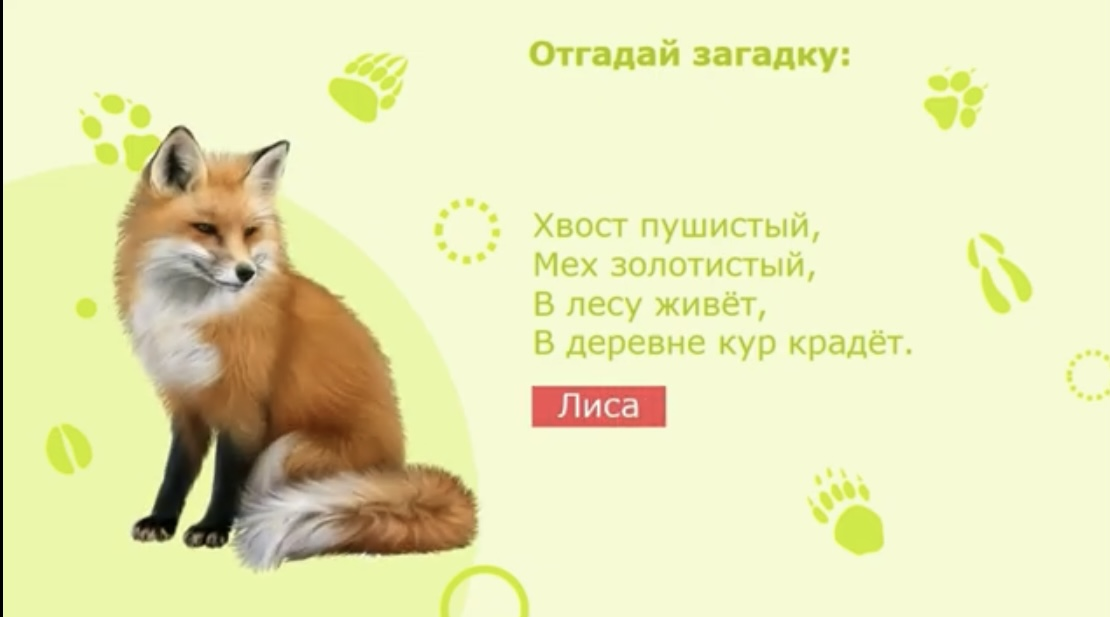 Отгадай загадку:
Хвост пушистый,
Мех золотистый,
В лесу живёт,
В деревне кур крадёт.
Лиса